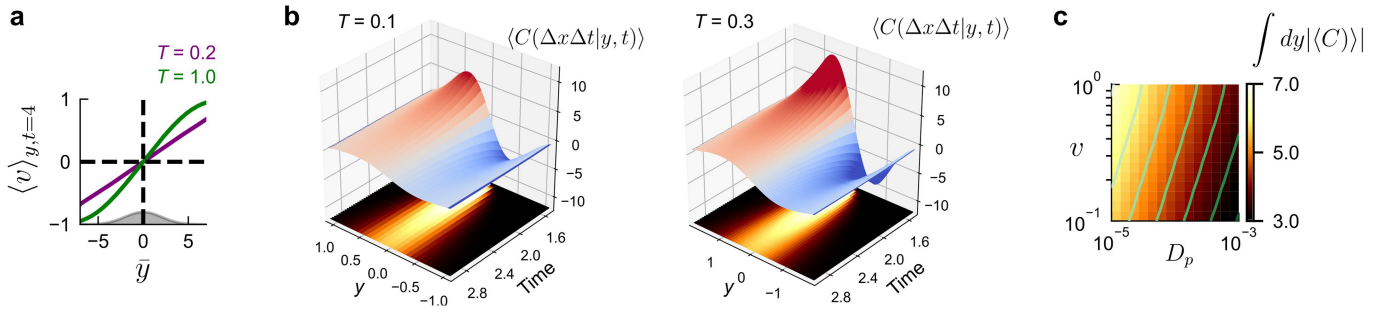 a
T = 0.2
T = 1.0
⟨v⟩y,t=4
1
0
−1
−5
0
5
ȳ
b
T = 0.1
⟨C(ΔxΔt|y, t)⟩
10
5
0
−5
−10
1.0
0.5
0.0
−0.5
−1.0
y
1.6
2.0
2.4
2.8
Time
T = 0.3
⟨C(ΔxΔt|y, t)⟩
10
5
0
−5
−10
1
0
−1
y
1.6
2.0
2.4
2.8
Time
c
∫ dy|⟨C)⟩|
10⁰
v
10⁻¹
10⁻⁵
10⁻³
Dₚ
7.0
5.0
3.0